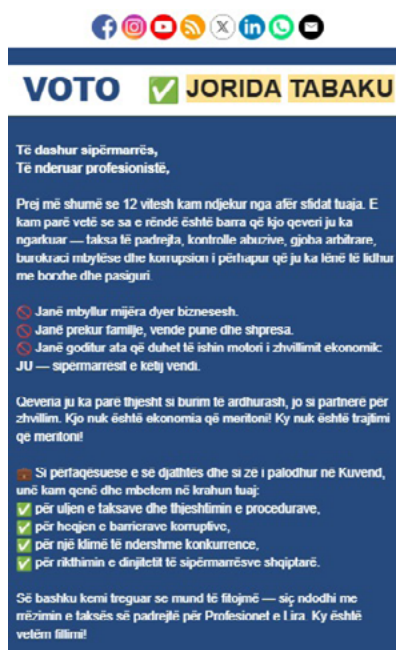 VOTO ✅ JORIDA TABAKU
Të dashur sipërmarrës,
Të nderuar profesionistë,
Prej më shumë se 12 vitesh kam ndjekur nga afër sfidat tuaja. E
kam parë vetë se sa e rëndë është barra që kjo qeveri ju ka
ngarkuar — taksa të padrejta, kontrolle abuzive, gjoba arbitrare,
burokraci mbytëse dhe korrupsion i përhapur që ju ka lënë të lidhur
me borxhe dhe pasiguri.
🚫 Janë mbyllur mijëra dyer biznesesh.
🚫 Janë prekur familje, vende pune dhe shpresa.
🚫 Janë goditur ata që duhet të ishin motori i zhvillimit ekonomik:
JU — sipërmarrësit e këtij vendi.
Qeveria ju ka parë thjesht si burim të ardhurash, jo si partnerë për
zhvillim. Kjo nuk është ekonomia që meritoni! Ky nuk është trajtimi
që meritoni!
💼 Si përfaqësuese e së djathtës dhe si zë i palodhur në Kuvend,
unë kam qenë dhe mbetem në krahun tuaj:
✅ për uljen e taksave dhe thjeshtimin e procedurave,
✅ për heqjen e barrierave korruptive,
✅ për një klimë të ndershme konkurrence,
✅ për rikthimin e dinjitetit të sipërmarrësve shqiptarë.
Së bashku kemi treguar se mund të fitojmë — siç ndodhi me
rrëzimin e taksës së padrejtë për Profesionet e Lira. Ky është
vetëm fillimi!